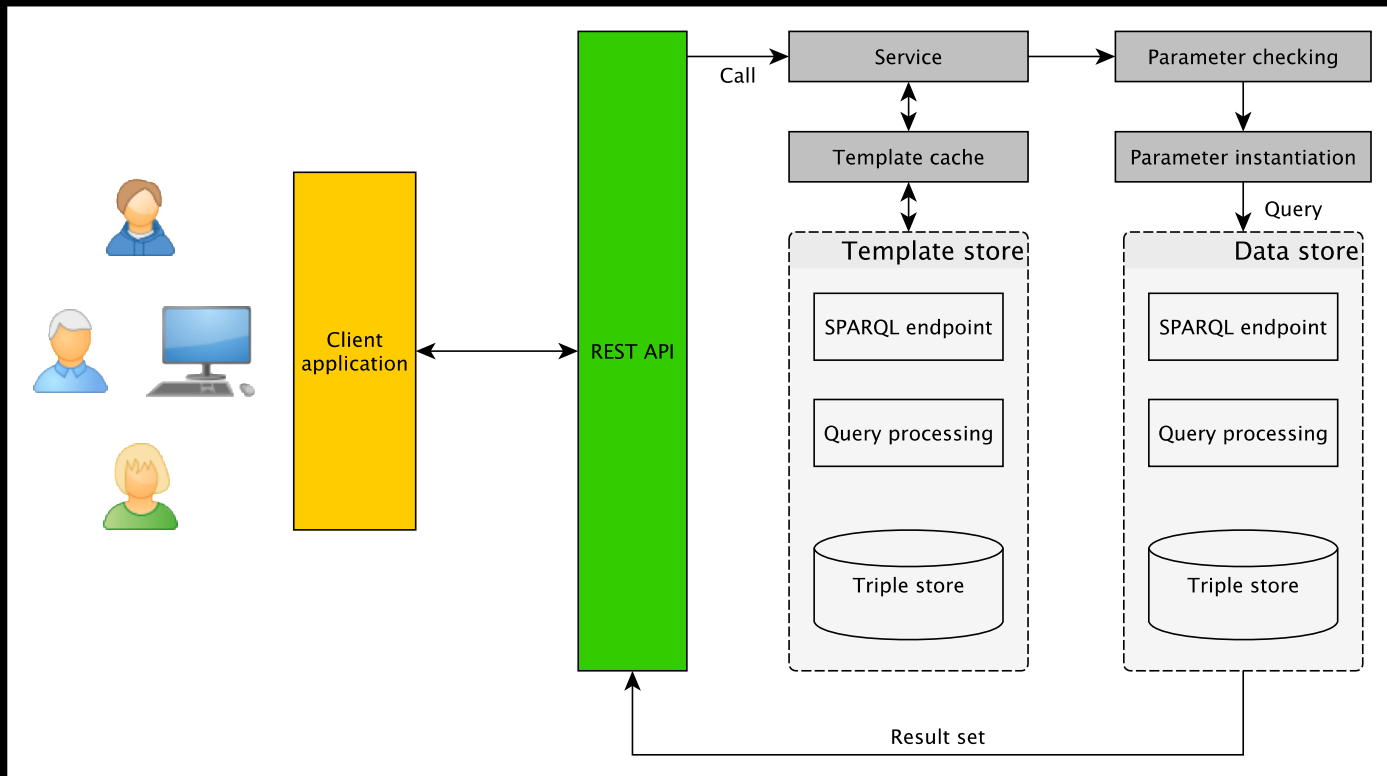 Client
application
REST API
Call
Service
Parameter checking
Template cache
Parameter instantiation
Query
Template store
SPARQL endpoint
Query processing
Triple store
Data store
SPARQL endpoint
Query processing
Triple store
Result set